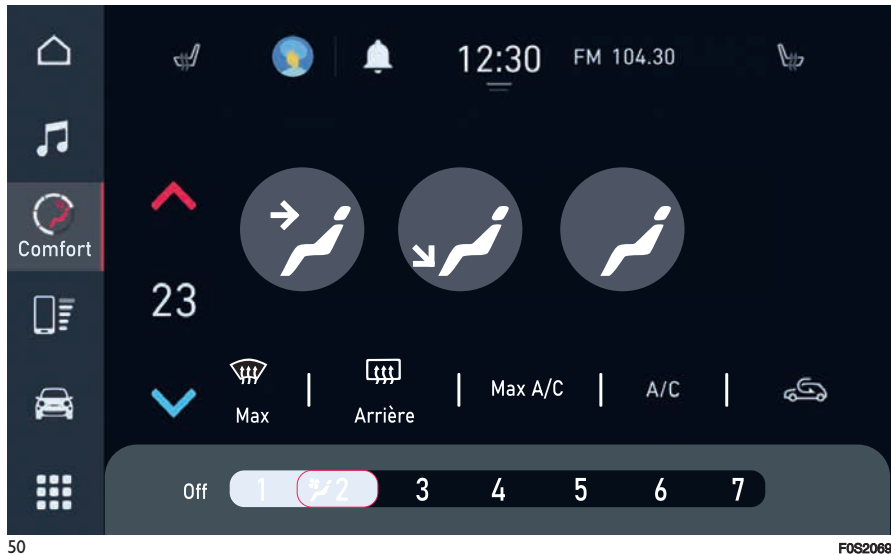 12:30 FM 104.30
Comfort
23
Max Arrière Max A/C A/C
Off 1 2 3 4 5 6 7
50 F0S2069